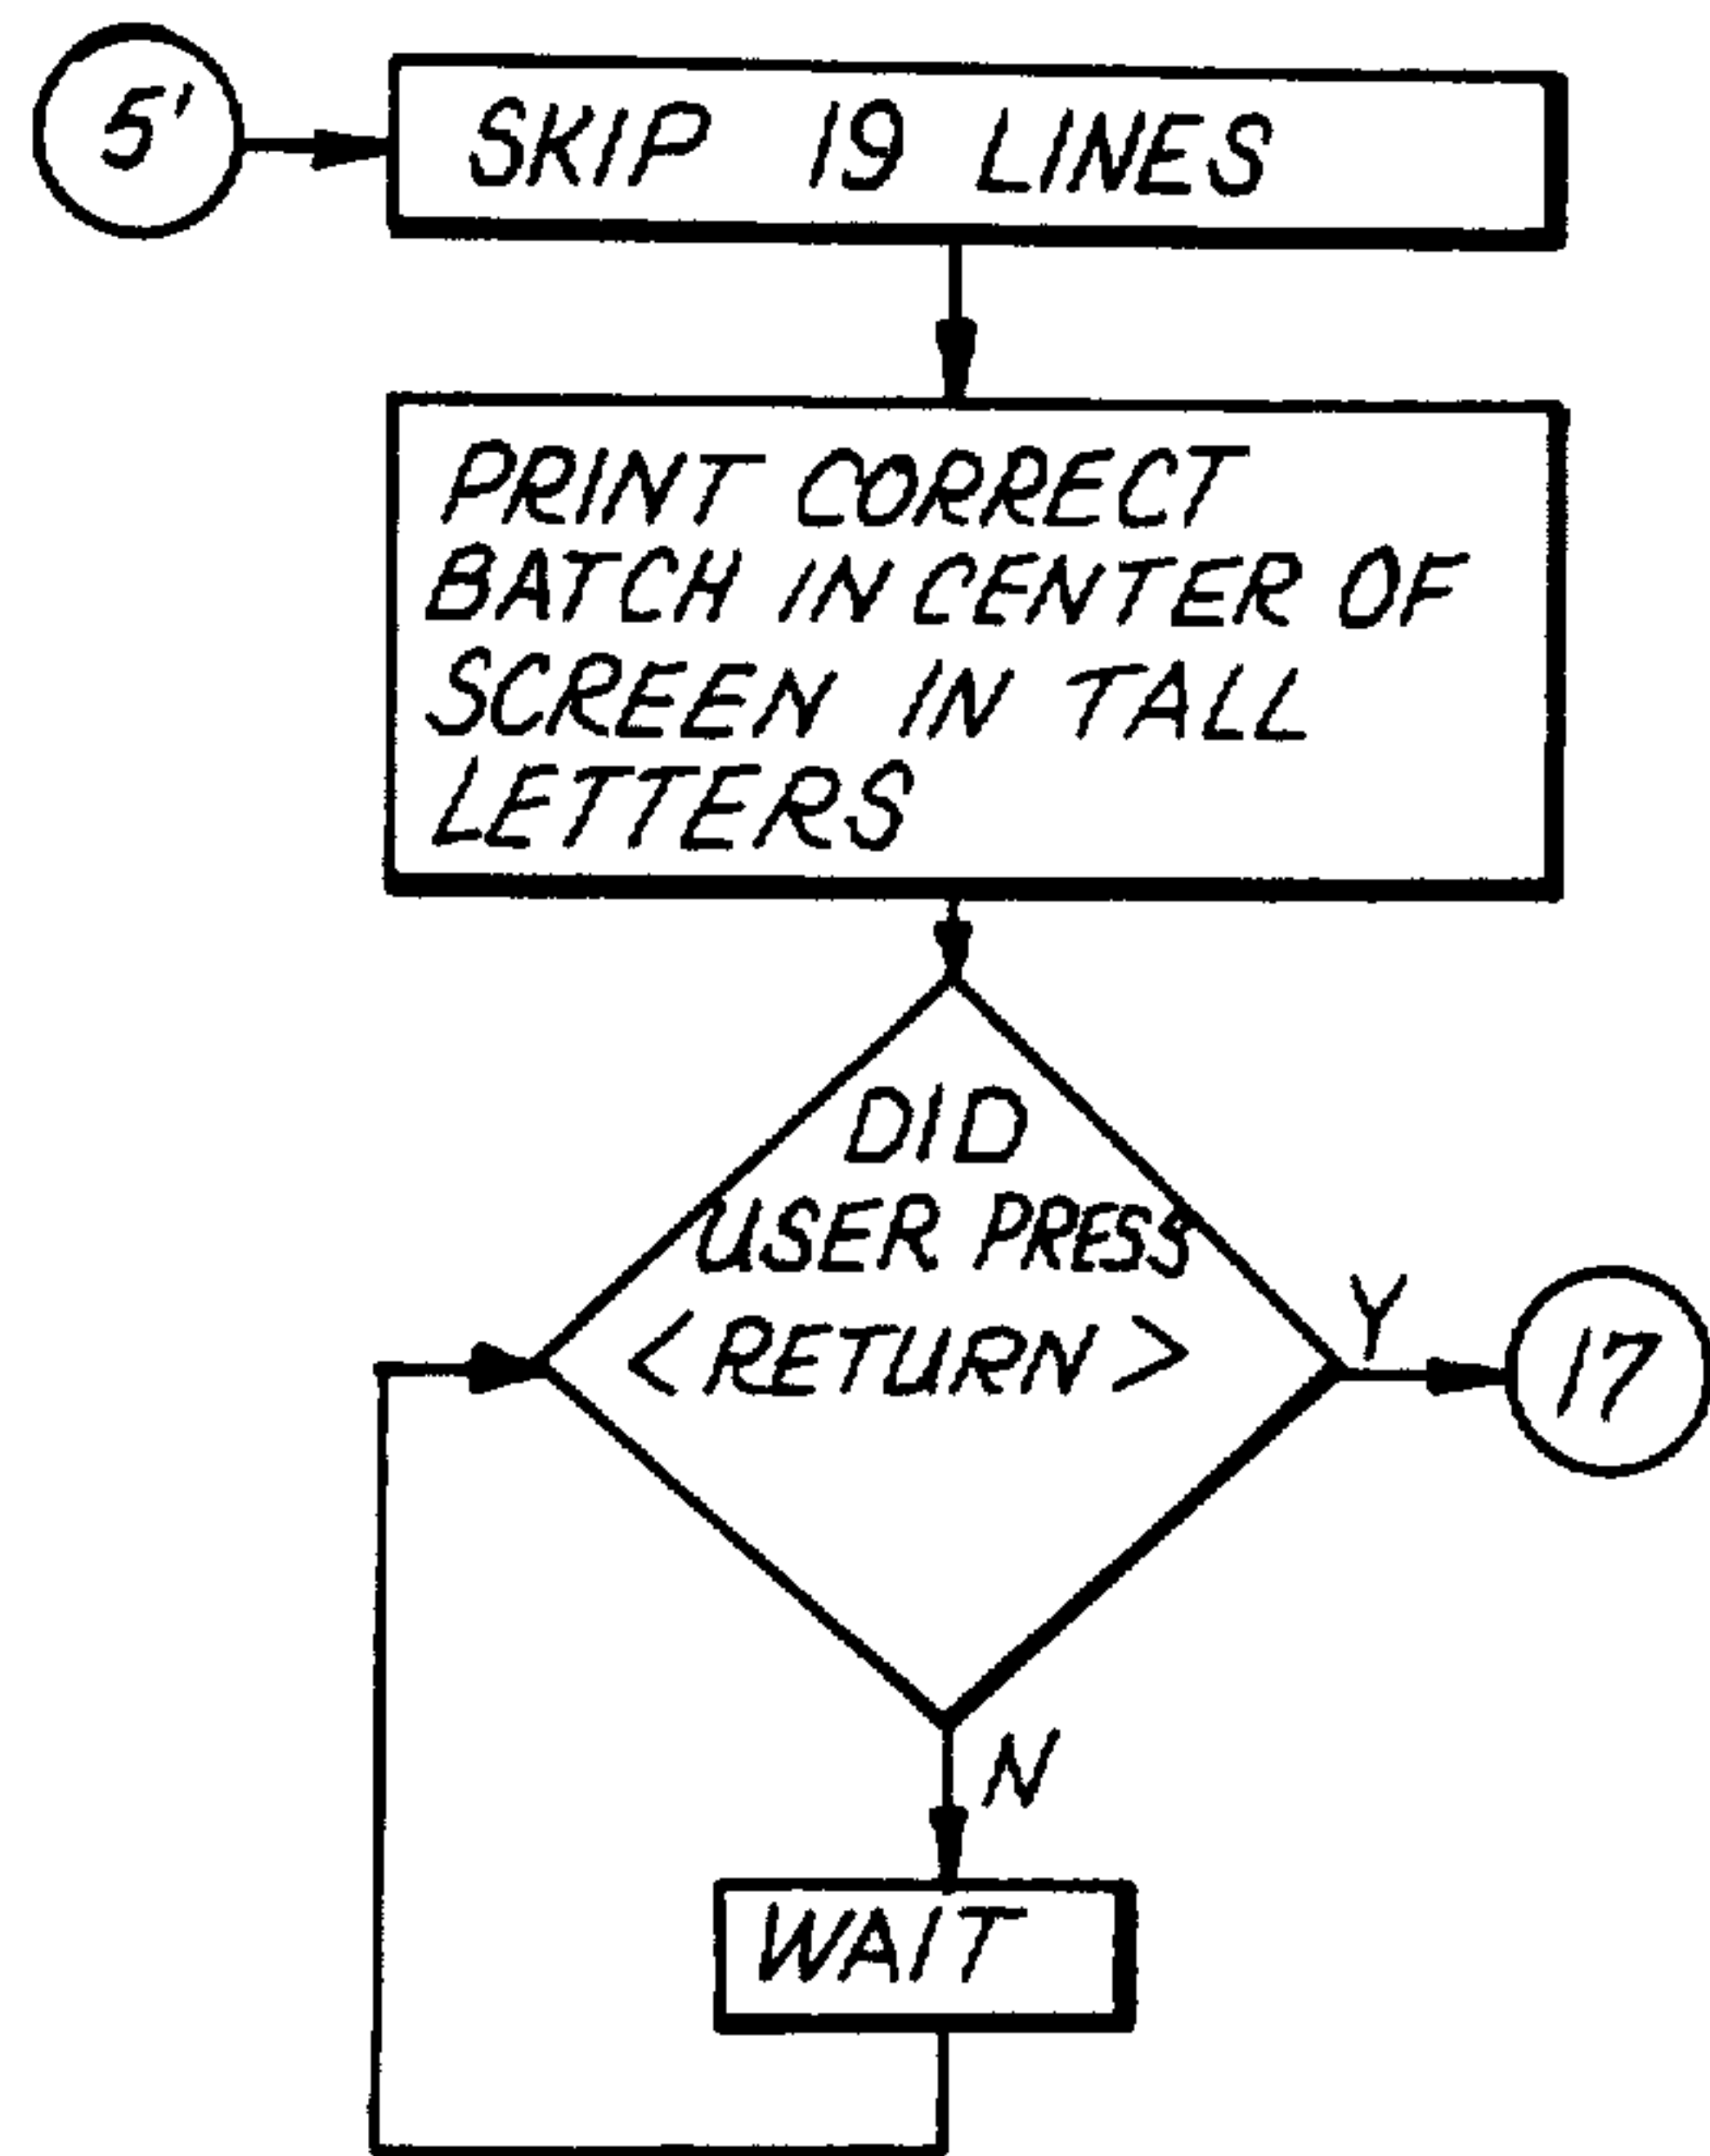 5'
SKIP 19 LINES
PRINT CORRECT
BATCH IN CENTER OF
SCREEN IN TALL
LETTERS
DID
USER PRESS
<RETURN>
Y
17
N
WAIT